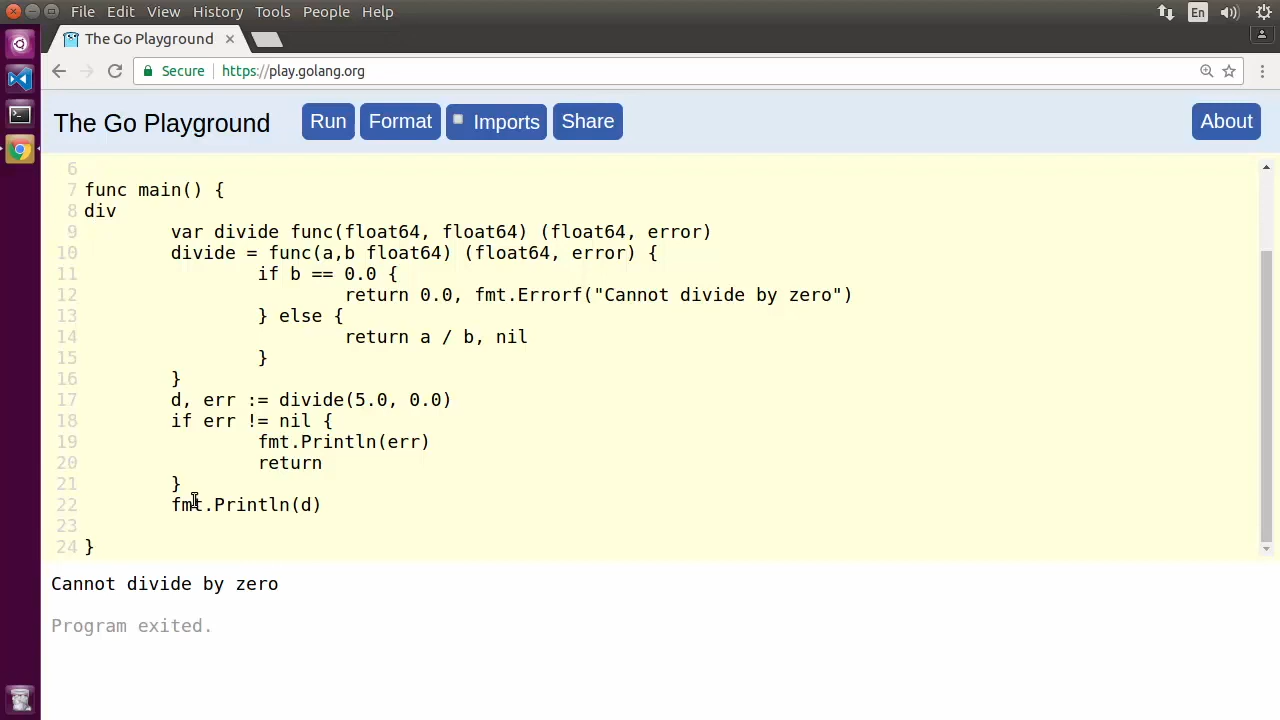 File Edit View History Tools People Help
En
The Go Playground
Secure https://play.golang.org
The Go Playground Run Format Imports Share About
6
7 func main() {
8 div
9 var divide func(float64, float64) (float64, error)
10 divide = func(a,b float64) (float64, error) {
11 if b == 0.0 {
12 return 0.0, fmt.Errorf("Cannot divide by zero")
13 } else {
14 return a / b, nil
15 }
16 }
17 d, err := divide(5.0, 0.0)
18 if err != nil {
19 fmt.Println(err)
20 return
21 }
22 fmt.Println(d)
23
24 }
Cannot divide by zero
Program exited.